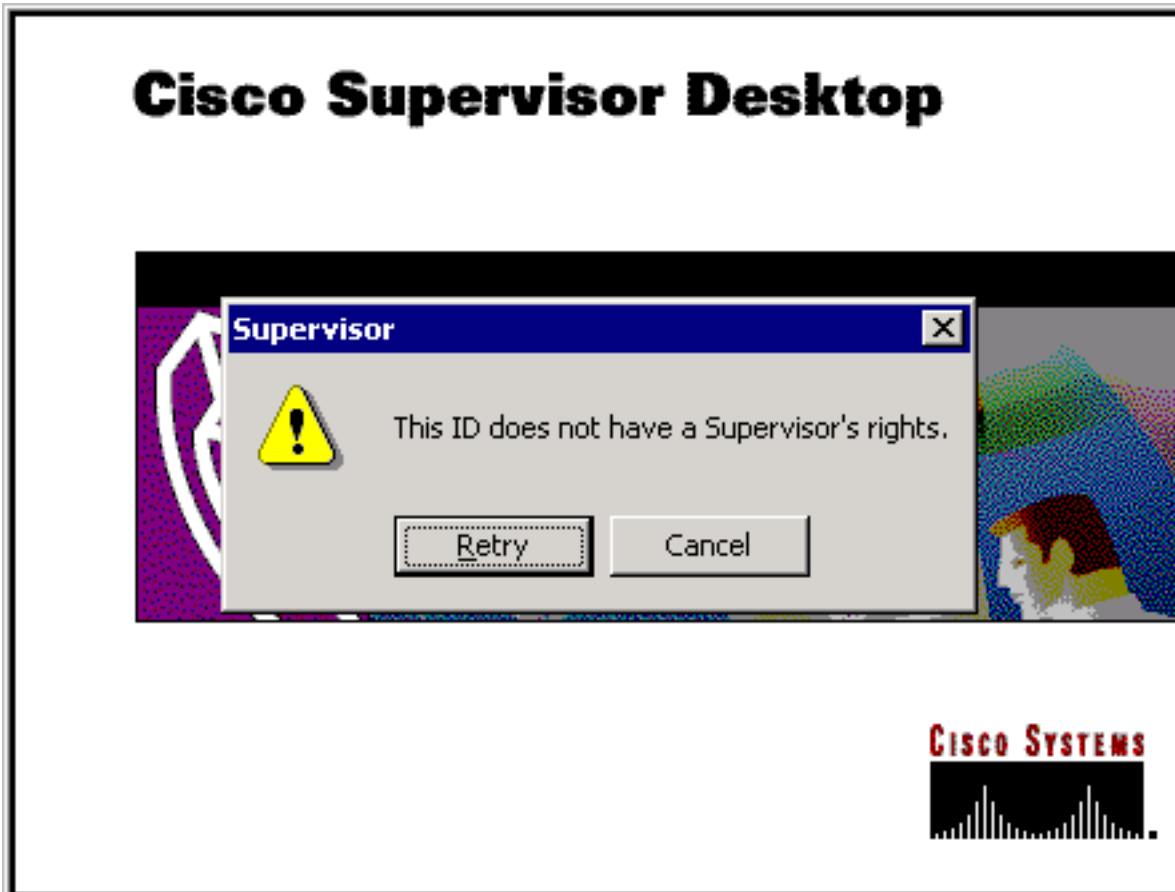 Cisco Supervisor Desktop
Supervisor
This ID does not have a Supervisor's rights.
Retry
Cancel
CISCO SYSTEMS